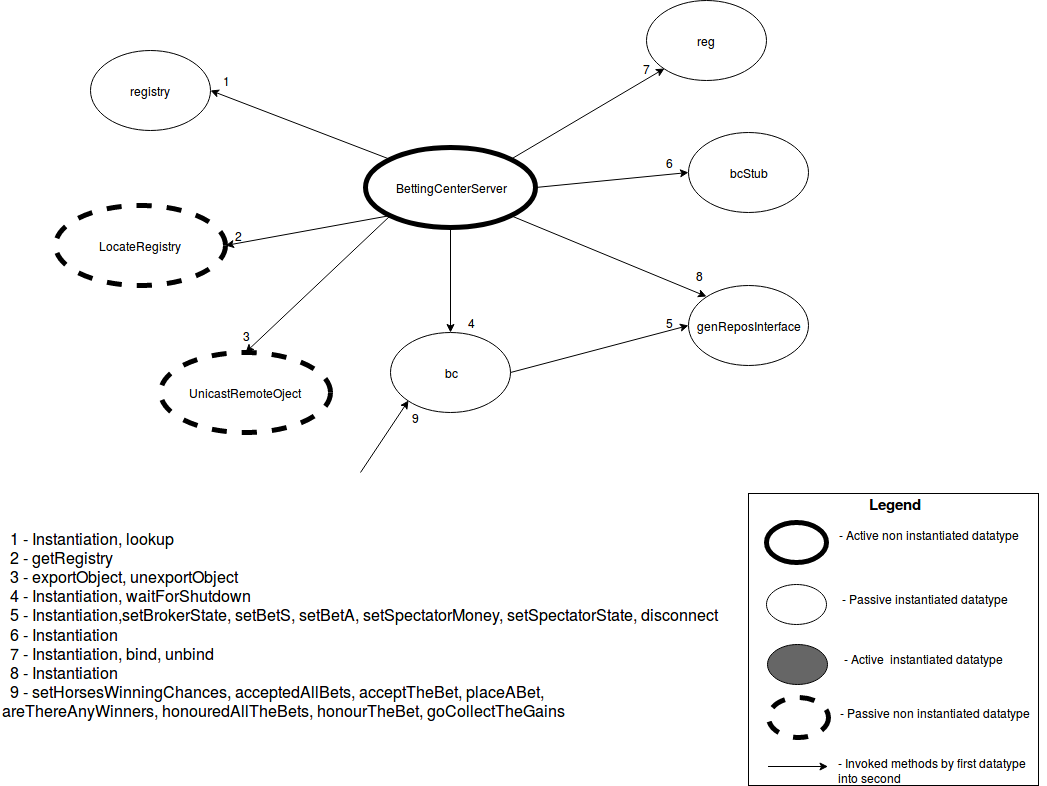 reg
7
registry
1
6
bcStub
BettingCenterServer
2
LocateRegistry
8
genReposInterface
5
4
3
bc
UnicastRemoteOject
9
Legend
- Active non instantiated datatype
- Passive instantiated datatype
- Active  instantiated datatype
- Passive non instantiated datatype
- Invoked methods by first datatype
into second
1 - Instantiation, lookup
2 - getRegistry
3 - exportObject, unexportObject
4 - Instantiation, waitForShutdown
5 - Instantiation,setBrokerState, setBetS, setBetA, setSpectatorMoney, setSpectatorState, disconnect
6 - Instantiation
7 - Instantiation, bind, unbind
8 - Instantiation
9 - setHorsesWinningChances, acceptedAllBets, acceptTheBet, placeABet,
areThereAnyWinners, honouredAllTheBets, honourTheBet, goCollectTheGains